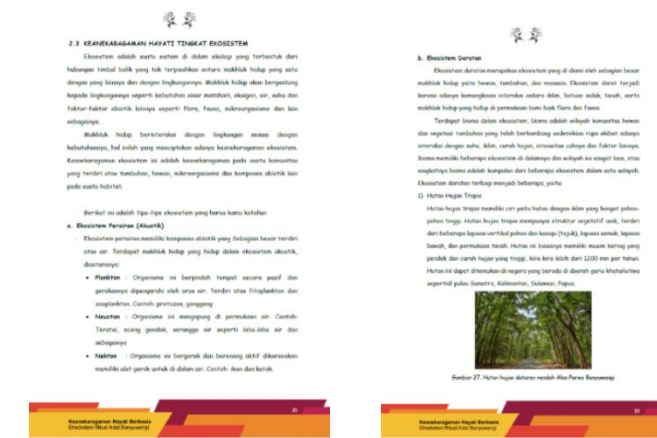 2.3 KEANEKARAGAMAN HAYATI TINGKAT EKOSISTEM
Ekosistem adalah suatu sistem di dalam ekologi yang terbentuk dari
hubungan timbal balik yang tak terpisahkan antara makhluk hidup yang satu
dengan yang lainya dan dengan lingkungannya. Makhluk hidup akan bergantung
kepada lingkungannya seperti kebutuhan sinar matahari, oksigen, air, suhu dan
faktor-faktor abiotik lainnya seperti flora, fauna, mikroorganisme dan lain
sebagainya.
Makhluk hidup berinteraksi dengan lingkungan sesuai dengan
kebutuhannya, hal inilah yang menciptakan adanya keanekaragaman ekosistem.
Keanekaragaman ekosistem ini adalah keanekaragaman pada suatu komunitas
yang terdiri atas tumbuhan, hewan, mikroorganisme dan komponen abiotik lain
pada suatu habitat.
Berikut ini adalah tipe-tipe ekosistem yang harus kamu ketahui:
a. Ekosistem Perairan (Akuatik)
Ekosistem perairan memiliki komponen abiotik yang Sebagian besar terdiri
atas air. Terdapat makhluk hidup yang hidup dalam ekosistem akuatik,
diantaranya:
• Plankton : Organisme ini berpindah tempat secara pasif dan
gerakannya dipengaruhi oleh arus air. Terdiri atas fitoplankton dan
zooplankton. Contoh: protozoa, ganggang
• Neuston : Organisme ini mengapung di permukaan air. Contoh:
Teratai, eceng gondok, serangga air seperti laba-laba air dan
sebagainya
• Nekton : Organisme ini bergerak dan berenang aktif dikarenakan
memiliki alat gerak untuk di dalam air. Contoh: ikan dan katak.
35
Keanekaragaman Hayati Berbasis
Etnobotani Ritual Adat Banyuwangi
b. Ekosistem Daratan
Ekosistem daratan merupakan ekosistem yang di diami oleh sebagian besar
makhluk hidup yaitu hewan, tumbuhan, dan manusia. Ekosistem darat terjadi
karena adanya kemungkinan interaksi antara iklim, batuan induk, tanah, serta
makhluk hidup yang hidup di permukaan bumi baik flora dan fauna.
Terdapat bioma dalam ekosistem, bioma adalah wilayah komunitas hewan
dan vegetasi tumbuhan yang telah berkembang sedemikian rupa akibat adanya
interaksi dengan suhu, iklim, curah hujan, intensitas cahaya dan faktor lainnya.
Bioma memiliki beberapa ekosistem di dalamnya dan wilayah ini sangat luas, atau
singkatnya bioma adalah kumpulan dari beberapa ekosistem dalam satu wilayah.
Ekosistem daratan terbagi menjadi beberapa, yaitu:
1) Hutan Hujan Tropis
Hutan hujan tropis memiliki ciri yaitu hutan dengan iklim yang hangat pohon-
pohon tinggi. Hutan hujan tropis mempunyai struktur vegetatif unik, terdiri
dari beberapa lapisan vertikal pohon dan kanopi (tajuk), lapisan semak, lapisan
bawah, dan permukaan tanah. Hutan ini biasanya memiliki musim kering yang
pendek dan curah hujan yang tinggi, kira kira lebih dari 1200 mm per tahun.
Hutan ini dapat ditemukan di negara yang berada di daerah garis khatulistiwa
sepertidi pulau Sumatra, Kalimantan, Sulawesi, Papua.
Gambar 27. Hutan hujan dataran rendah Alas Purwo Banyuwangi
Keanekaragaman Hayati Berbasis
Etnobotani Ritual Adat Banyuwangi